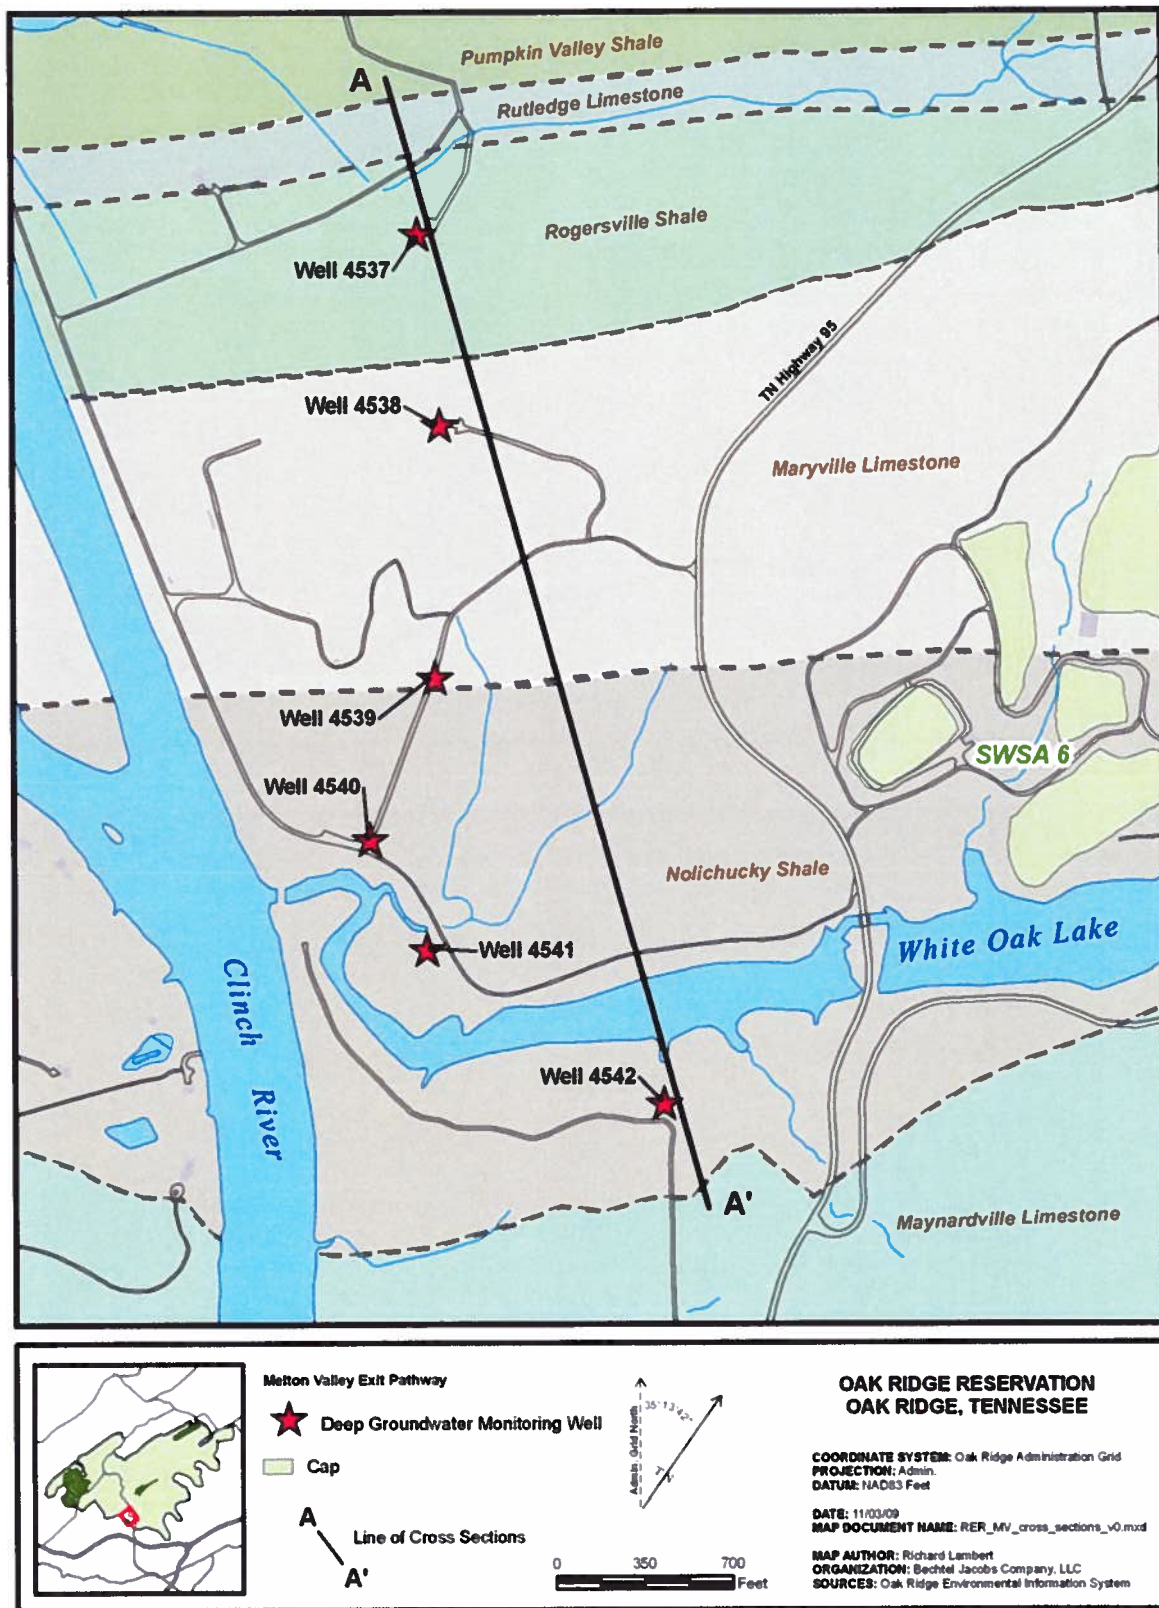 Pumpkin Valley Shale
A
Rutledge Limestone
Rogersville Shale
Well 4537
TN Highway 95
Well 4538
Maryville Limestone
Well 4539
SWSA 6
Well 4540
Nolichucky Shale
White Oak Lake
Well 4541
Clinch
River
Well 4542
A'
Maynardville Limestone
Melton Valley Exit Pathway
Deep Groundwater Monitoring Well
Cap
A
Line of Cross Sections
A'
Admin Grid North
35°13'42"
T.N.
0 350 700
Feet
OAK RIDGE RESERVATION
OAK RIDGE, TENNESSEE
COORDINATE SYSTEM: Oak Ridge Administration Grid
PROJECTION: Admin.
DATUM: NAD83 Feet
DATE: 11/03/09
MAP DOCUMENT NAME: RER_MV_cross_sections_v0.mxd
MAP AUTHOR: Richard Lambert
ORGANIZATION: Bechtel Jacobs Company, LLC
SOURCES: Oak Ridge Environmental Information System